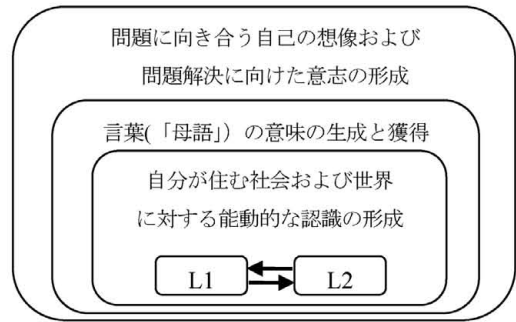 問題に向き合う自己の想像および
問題解決に向けた意志の形成
言葉(「母語」）の意味の生成と獲得
自分が住む社会および世界
に対する能動的な認識の形成
L1
L2